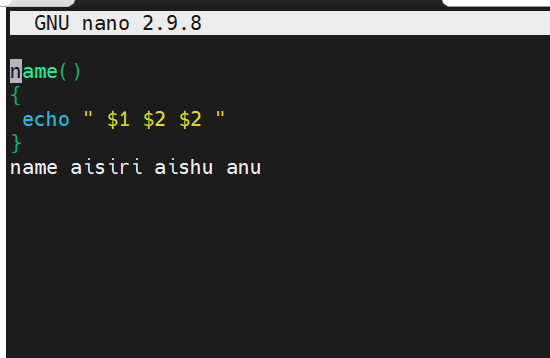 GNU nano 2.9.8
name()
{
echo " $1 $2 $2 "
}
name aisiri aishu anu